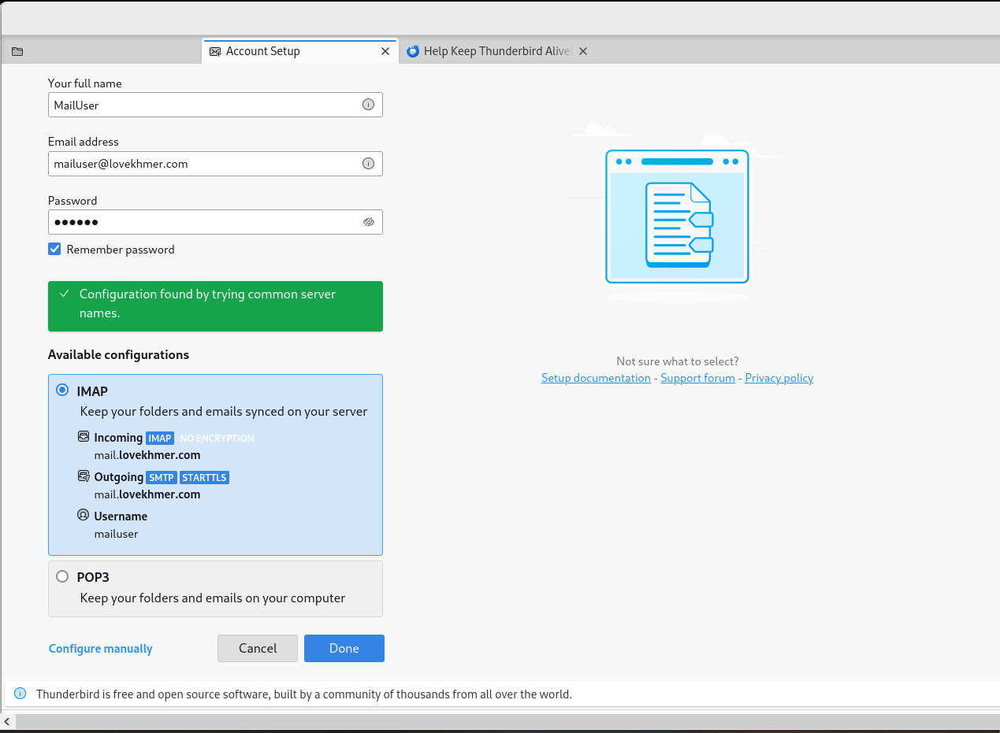 Account Setup
Help Keep Thunderbird Alive!
Your full name
MailUser
Email address
mailuser@lovekhmer.com
Password
Remember password
Configuration found by trying common server
names.
Available configurations
IMAP
Keep your folders and emails synced on your server
Incoming IMAP NO ENCRYPTION
mail.lovekhmer.com
Outgoing SMTP STARTTLS
mail.lovekhmer.com
Username
mailuser
POP3
Keep your folders and emails on your computer
Configure manually
Cancel
Done
Not sure what to select?
Setup documentation - Support forum - Privacy policy
Thunderbird is free and open source software, built by a community of thousands from all over the world.